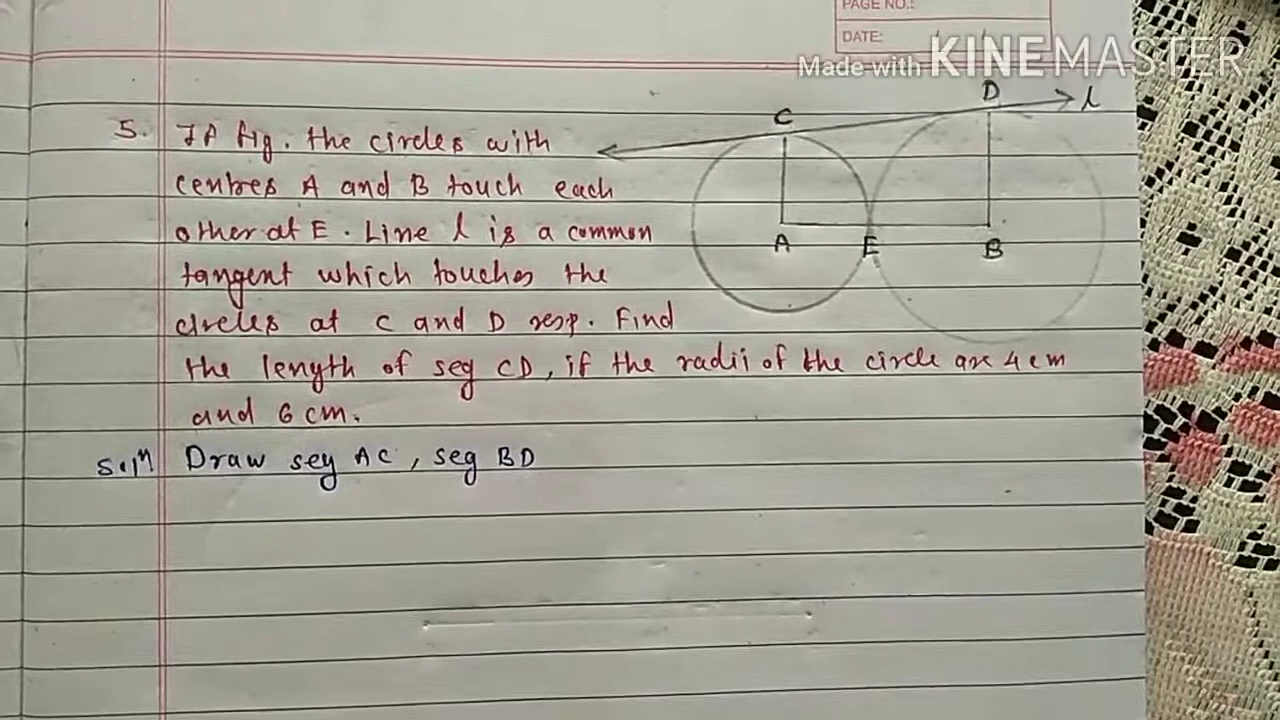 PAGE NO.:
DATE:
Made with KINEMASTER
C
D
l
A
E
B
5. If fig. the circles with
centres A and B touch each
other at E. Line l is a common
tangent which touches the
circles at C and D resp. Find
the length of seg CD, if the radii of the circle are 4 cm
and 6 cm.
Solⁿ Draw seg AC, seg BD